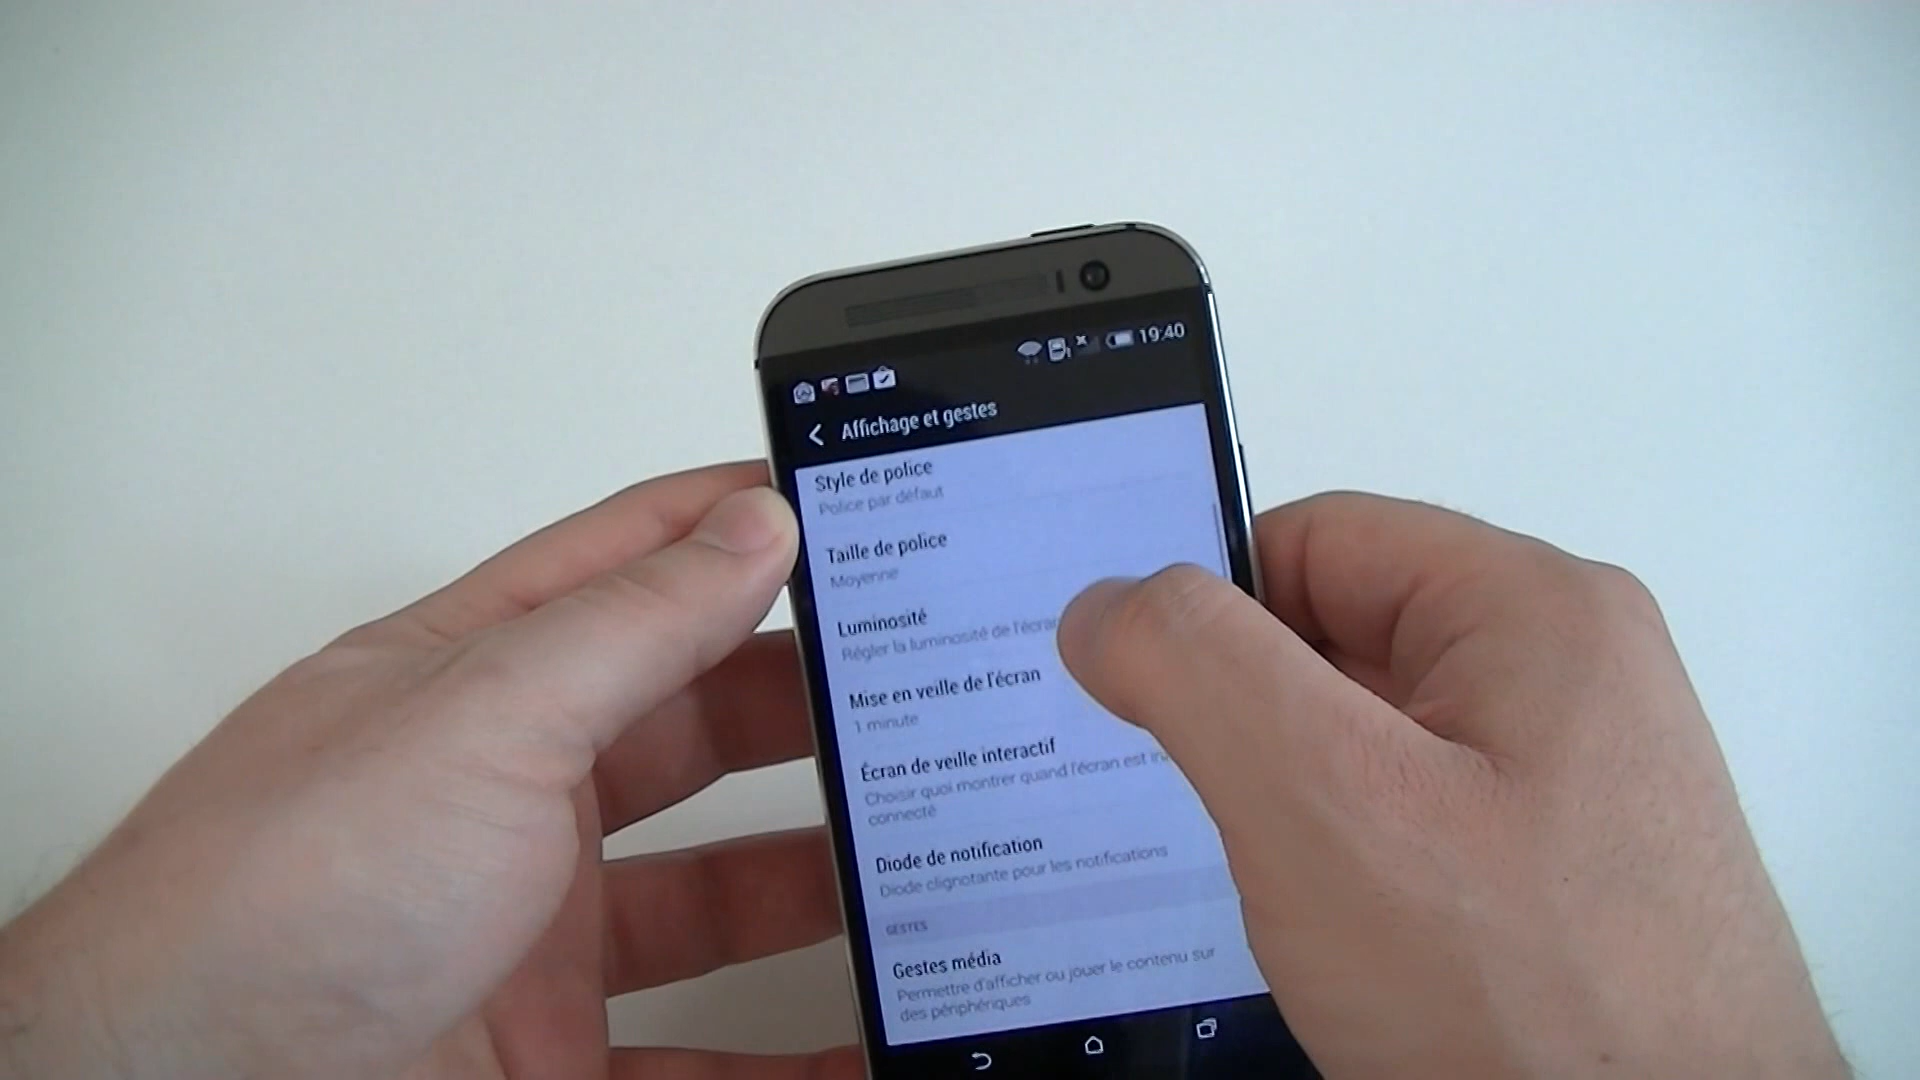 19:40
Affichage et gestes
Style de police
Police par défaut
Taille de police
Moyenne
Luminosité
Régler la luminosité de l'écran
Mise en veille de l'écran
1 minute
Écran de veille interactif
Choisir quoi montrer quand l'écran est
connecté
Diode de notification
Diode clignotante pour les notifications
GESTES
Gestes média
Permettre d'afficher ou jouer le contenu sur
des périphériques